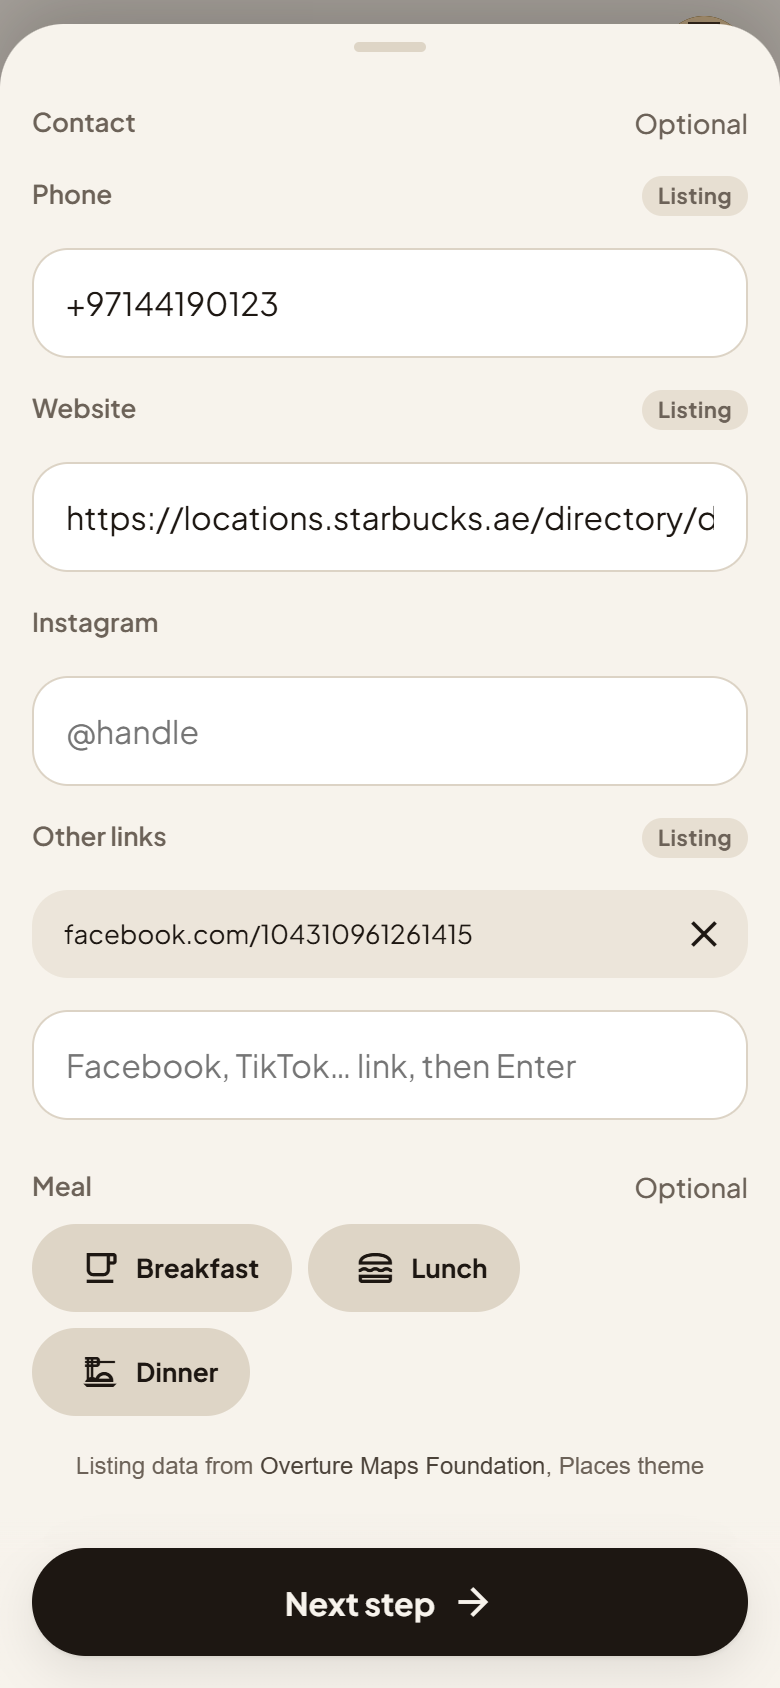 Contact
Optional
Phone
Listing
+97144190123
Website
Listing
https://locations.starbucks.ae/directory/d
Instagram
@handle
Other links
Listing
facebook.com/104310961261415
Facebook, TikTok... link, then Enter
Meal
Optional
Breakfast
Lunch
Dinner
Listing data from Overture Maps Foundation, Places theme
Next step